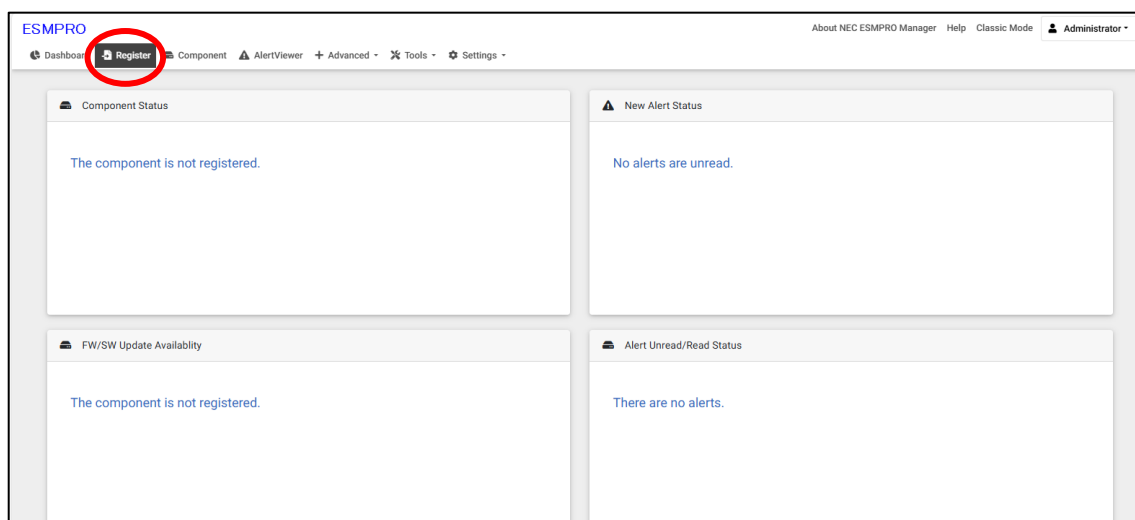 ESMPRO
About NEC ESMPRO Manager Help Classic Mode Administrator
Dashboard Register Component AlertViewer Advanced Tools Settings
Component Status
The component is not registered.
New Alert Status
No alerts are unread.
FW/SW Update Availablity
The component is not registered.
Alert Unread/Read Status
There are no alerts.